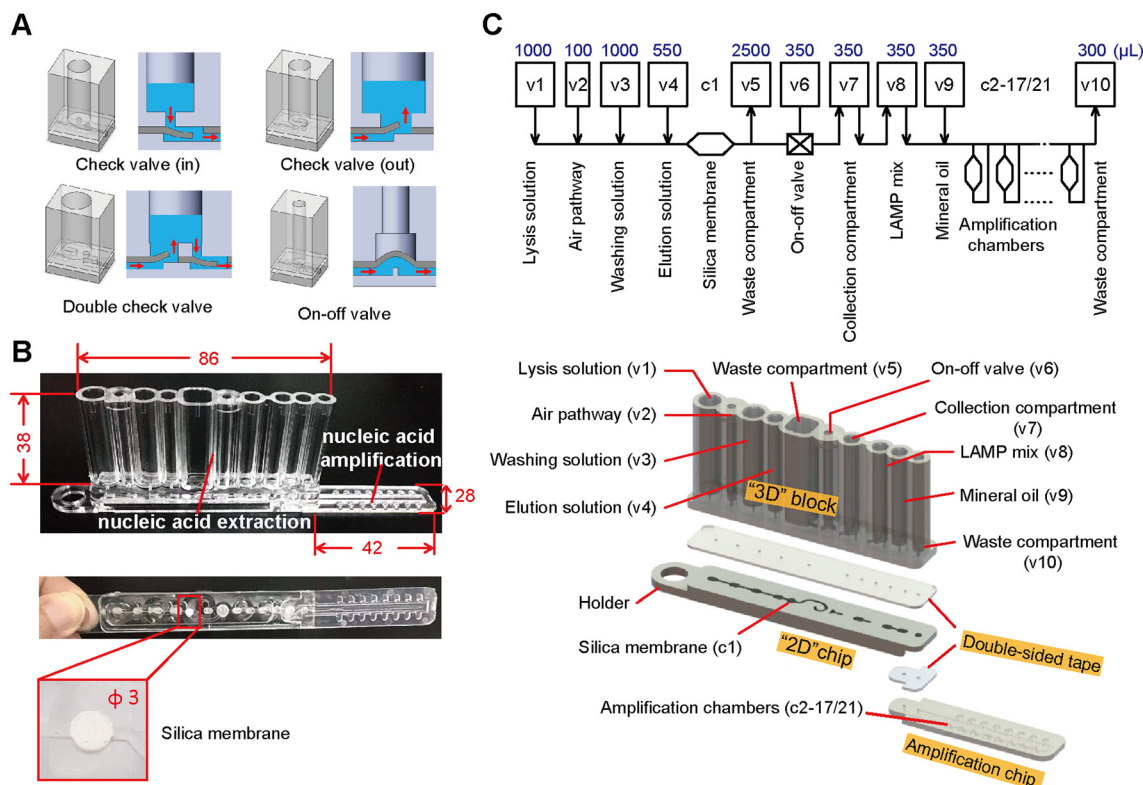 A
Check valve (in)
Check valve (out)
Double check valve
On-off valve
B
86
38
nucleic acid
amplification
nucleic acid extraction
28
42
ϕ 3
Silica membrane
C
1000 100 1000 550 2500 350 350 350 350 300 (μL)
v1 v2 v3 v4 c1 v5 v6 v7 v8 v9 c2-17/21 v10
Lysis solution
Air pathway
Washing solution
Elution solution
Silica membrane
Waste compartment
On-off valve
Collection compartment
LAMP mix
Mineral oil
Amplification
chambers
Waste compartment
Lysis solution (v1)
Waste compartment (v5)
On-off valve (v6)
Air pathway (v2)
Collection compartment
(v7)
Washing solution (v3)
LAMP mix (v8)
Elution solution (v4)
"3D" block
Mineral oil (v9)
Waste compartment
(v10)
Holder
Silica membrane (c1)
"2D"chip
Double-sided tape
Amplification chambers (c2-17/21)
Amplification chip